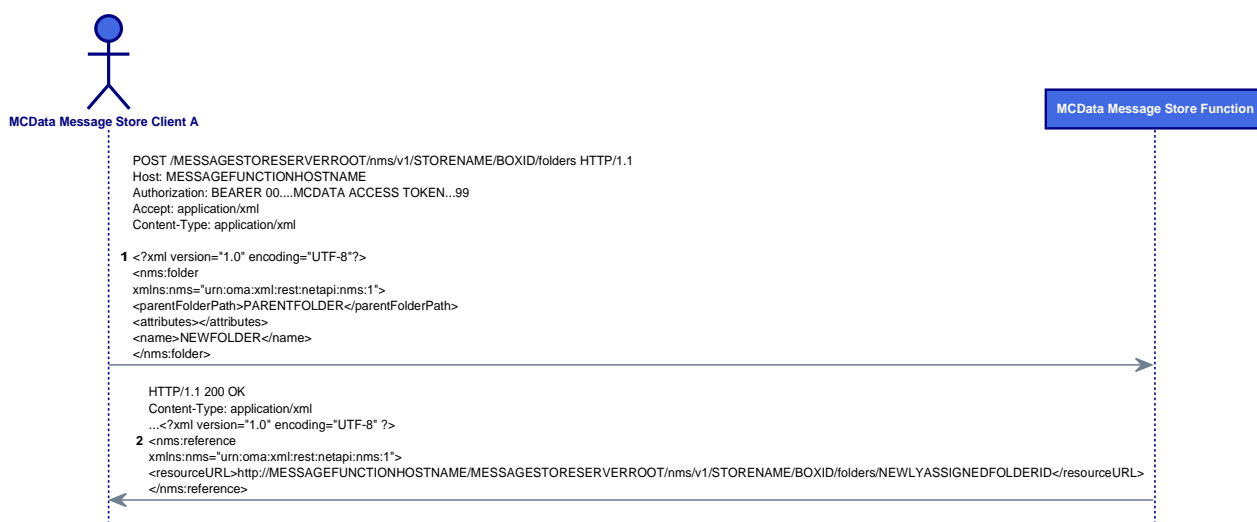 MCData Message Store Client A
MCData Message Store Function
POST /MESSAGESTORESERVERROOT/nms/v1/STORENAME/BOXID/folders HTTP/1.1
Host: MESSAGEFUNCTIONHOSTNAME
Authorization: BEARER 00....MCDATA ACCESS TOKEN...99
Accept: application/xml
Content-Type: application/xml
1 <?xml version="1.0" encoding="UTF-8"?>
<nms:folder
xmlns:nms="urn:oma:xml:rest:netapi:nms:1">
<parentFolderPath>PARENTFOLDER</parentFolderPath>
<attributes></attributes>
<name>NEWFOLDER</name>
</nms:folder>
HTTP/1.1 200 OK
Content-Type: application/xml
...<?xml version="1.0" encoding="UTF-8" ?>
2 <nms:reference
xmlns:nms="urn:oma:xml:rest:netapi:nms:1">
<resourceURL>http://MESSAGEFUNCTIONHOSTNAME/MESSAGESTORESERVERROOT/nms/v1/STORENAME/BOXID/folders/NEWLYASSIGNEDFOLDERID</resourceURL>
</nms:reference>